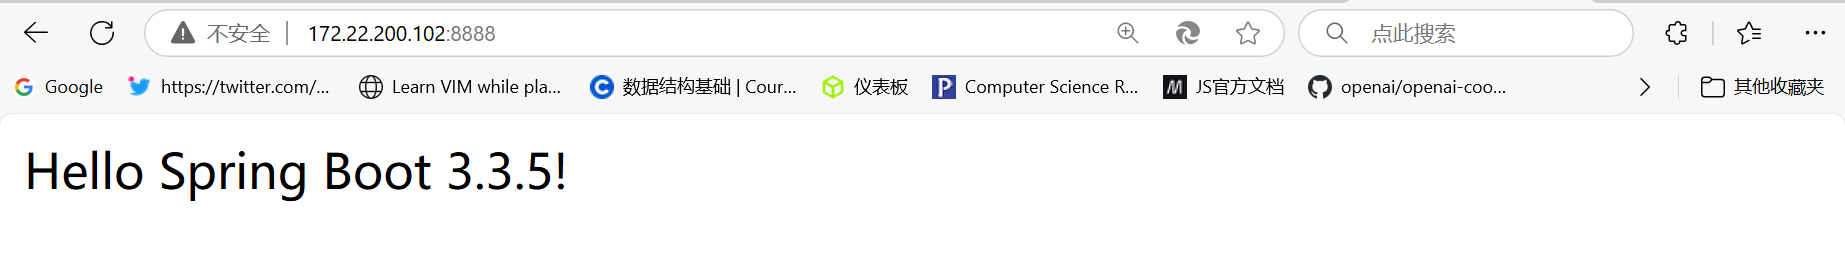 不安全 172.22.200.102:8888 点此搜索
Google https://twitter.com/... Learn VIM while pla... 数据结构基础 | Cour... 仪表板 Computer Science R... JS官方文档 openai/openai-coo... 其他收藏夹
Hello Spring Boot 3.3.5!